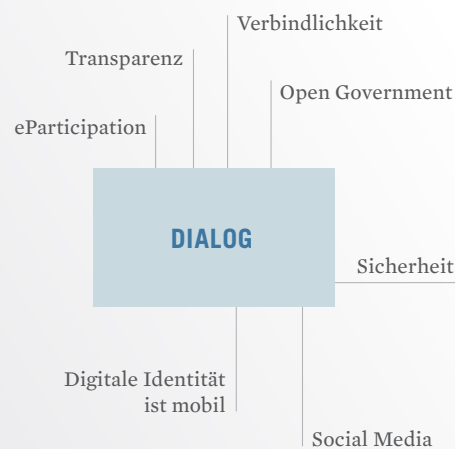 Verbindlichkeit
Transparenz
Open Government
eParticipation
DIALOG
Sicherheit
Digitale Identität
ist mobil
Social Media